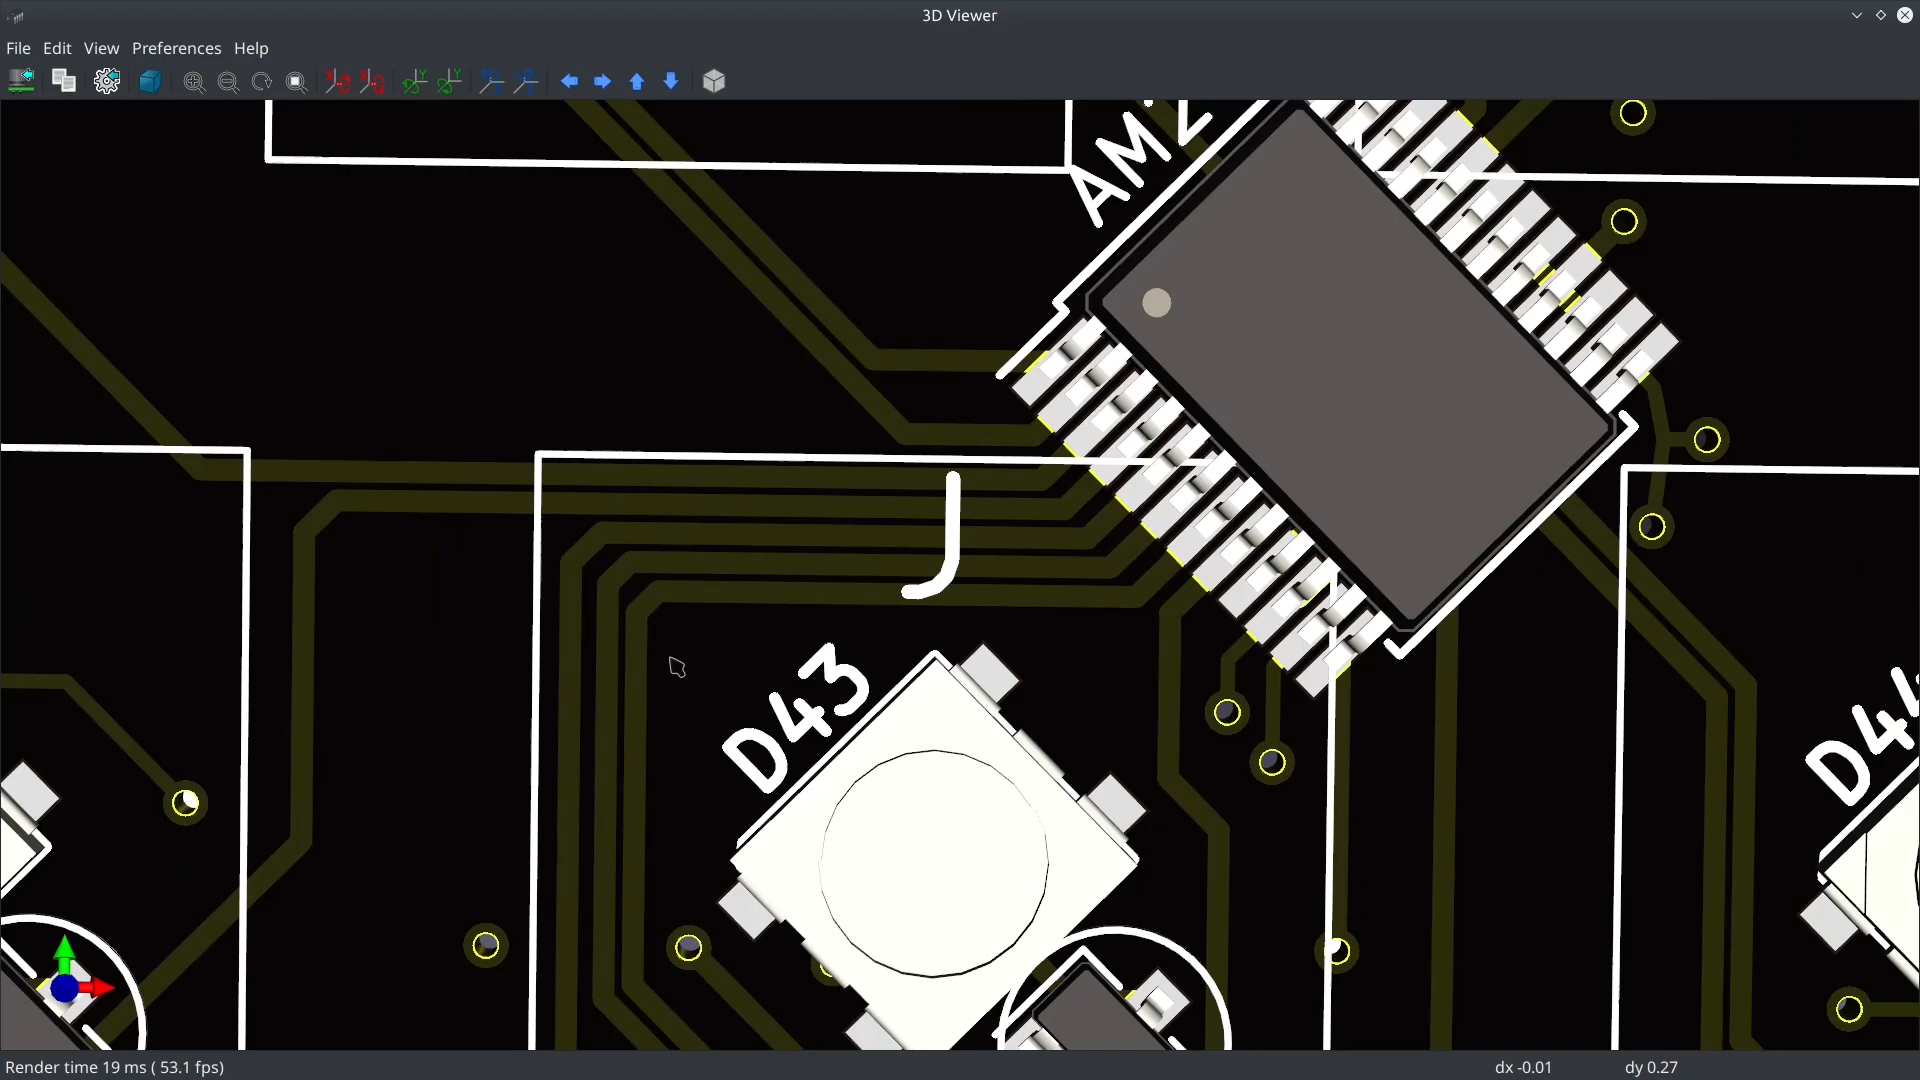 3D Viewer
File Edit View Preferences Help
J
D43
Render time 19 ms ( 53.1 fps)
dx -0.01
dy 0.27